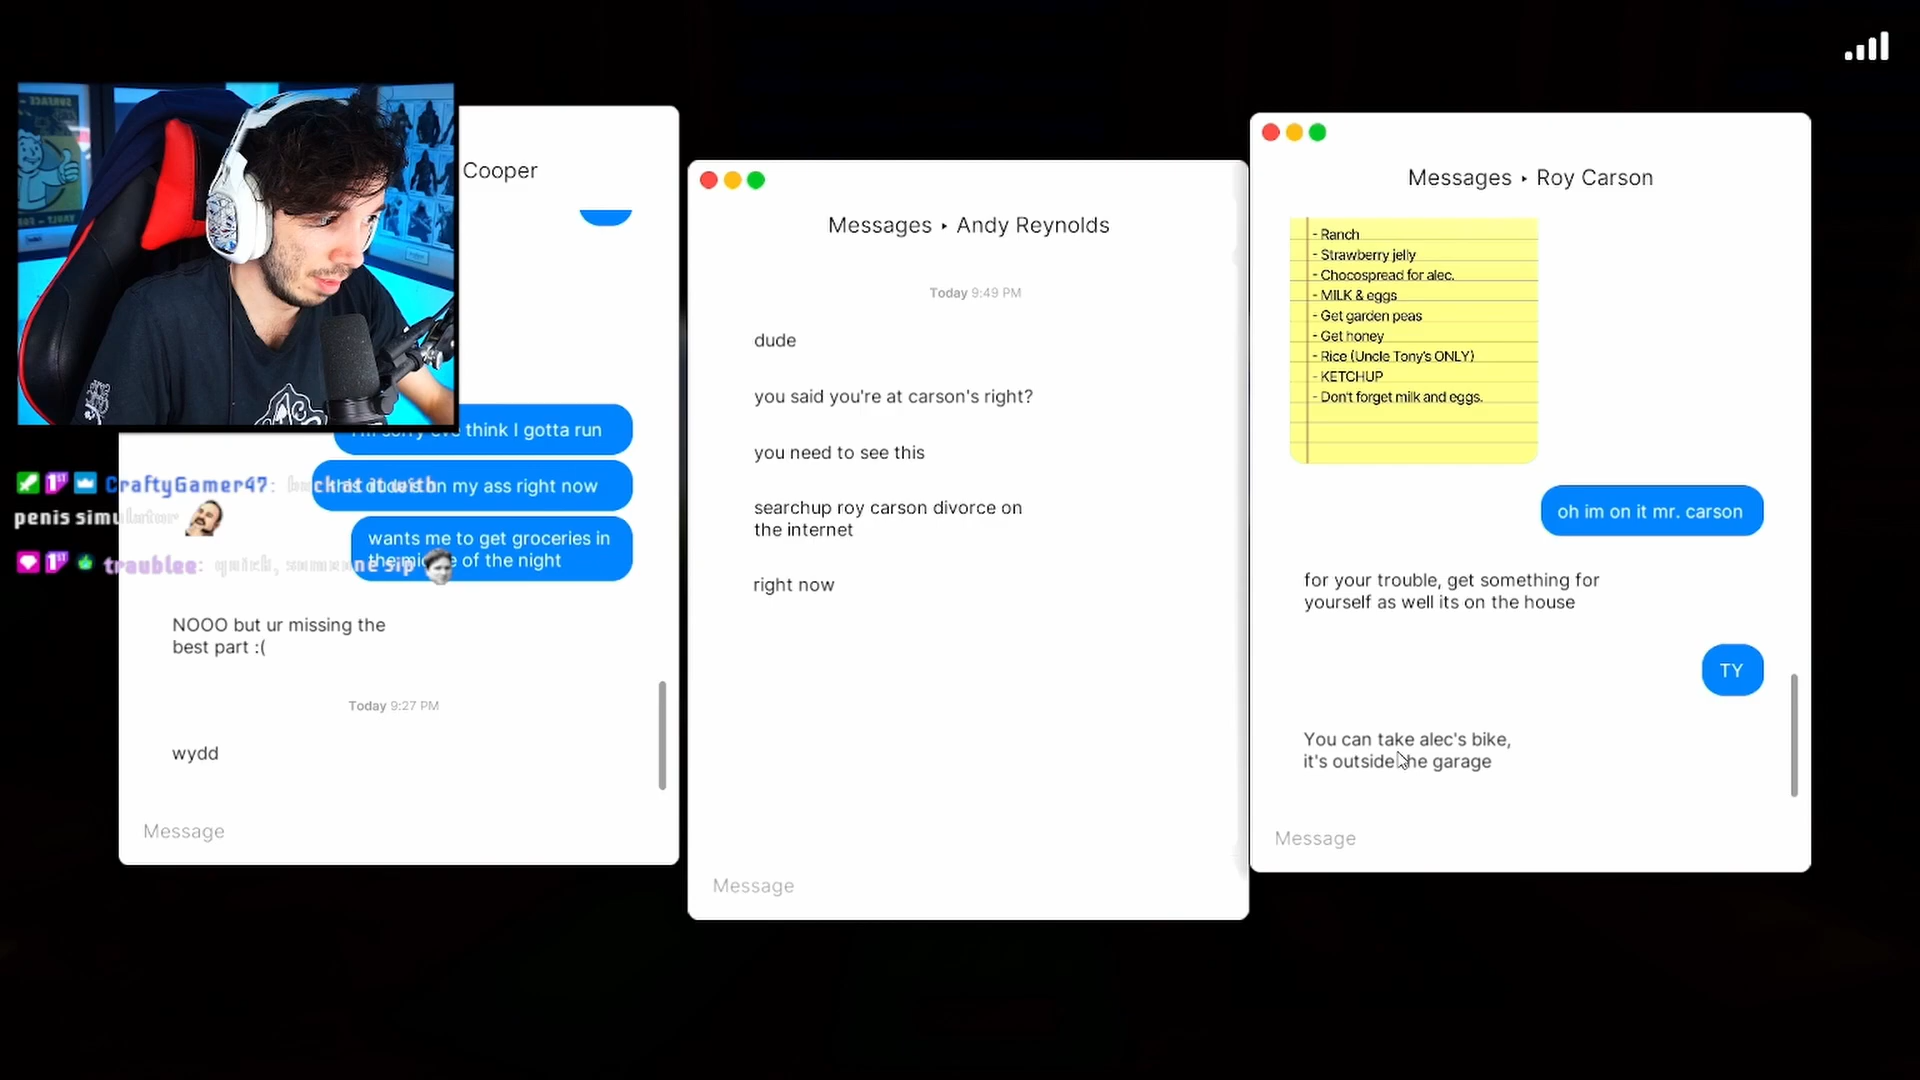 Cooper
think I gotta run
on my ass right now
wants me to get groceries in
of the night
NOOO but ur missing the
best part :(
Today 9:27 PM
wydd
Message
CraftyGamer47:
penis simulator
traublee: quick, someone sip
Messages ‣ Andy Reynolds
Today 9:49 PM
dude
you said you're at carson's right?
you need to see this
searchup roy carson divorce on
the internet
right now
Message
Messages ‣ Roy Carson
- Ranch
- Strawberry jelly
- Chocospread for alec.
- MILK & eggs
- Get garden peas
- Get honey
- Rice (Uncle Tony's ONLY)
- KETCHUP
- Don't forget milk and eggs.
oh im on it mr. carson
for your trouble, get something for
yourself as well its on the house
TY
You can take alec's bike,
it's outside the garage
Message